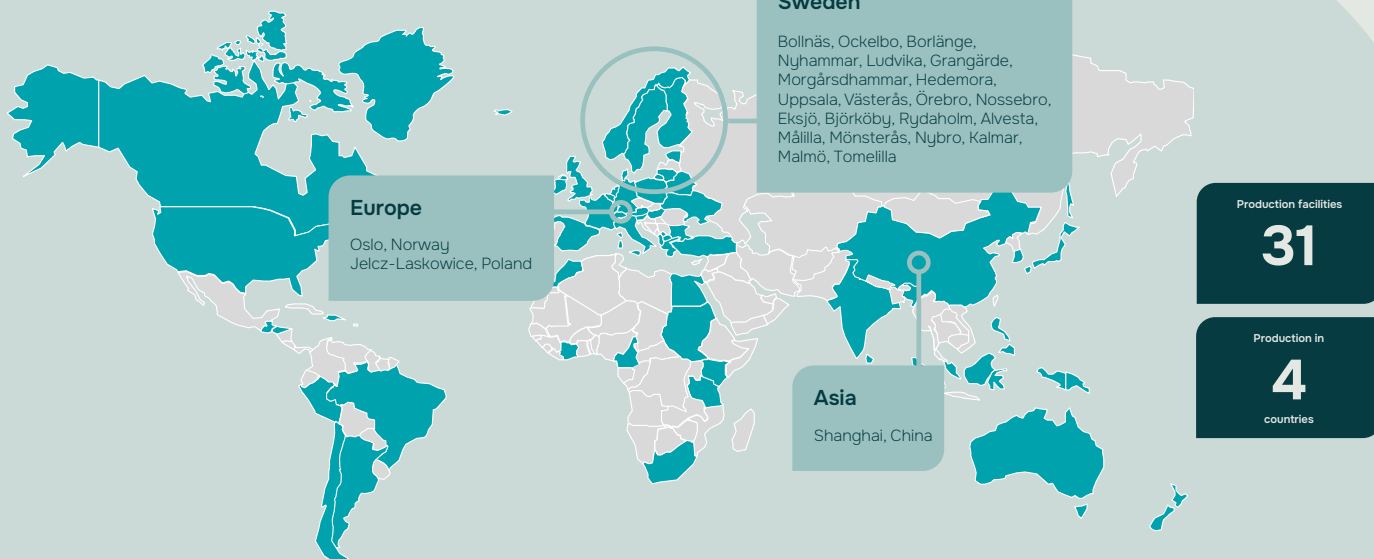 Sweden
Bollnäs, Ockelbo, Borlänge,
Nyhammar, Ludvika, Grangärde,
Morgårdshammar, Hedemora,
Uppsala, Västerås, Örebro, Nossebro,
Eksjö, Björköby, Rydaholm, Alvesta,
Målilla, Mönsterås, Nybro, Kalmar,
Malmö, Tomelilla
Europe
Oslo, Norway
Jelcz-Laskowice, Poland
Asia
Shanghai, China
Production facilities
31
Production in
4
countries